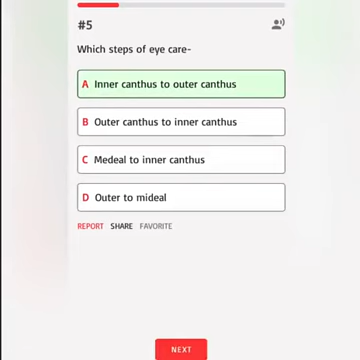 #5
Which steps of eye care-
A Inner canthus to outer canthus
B Outer canthus to inner canthus
C Medeal to inner canthus
D Outer to mideal
REPORT SHARE FAVORITE
NEXT